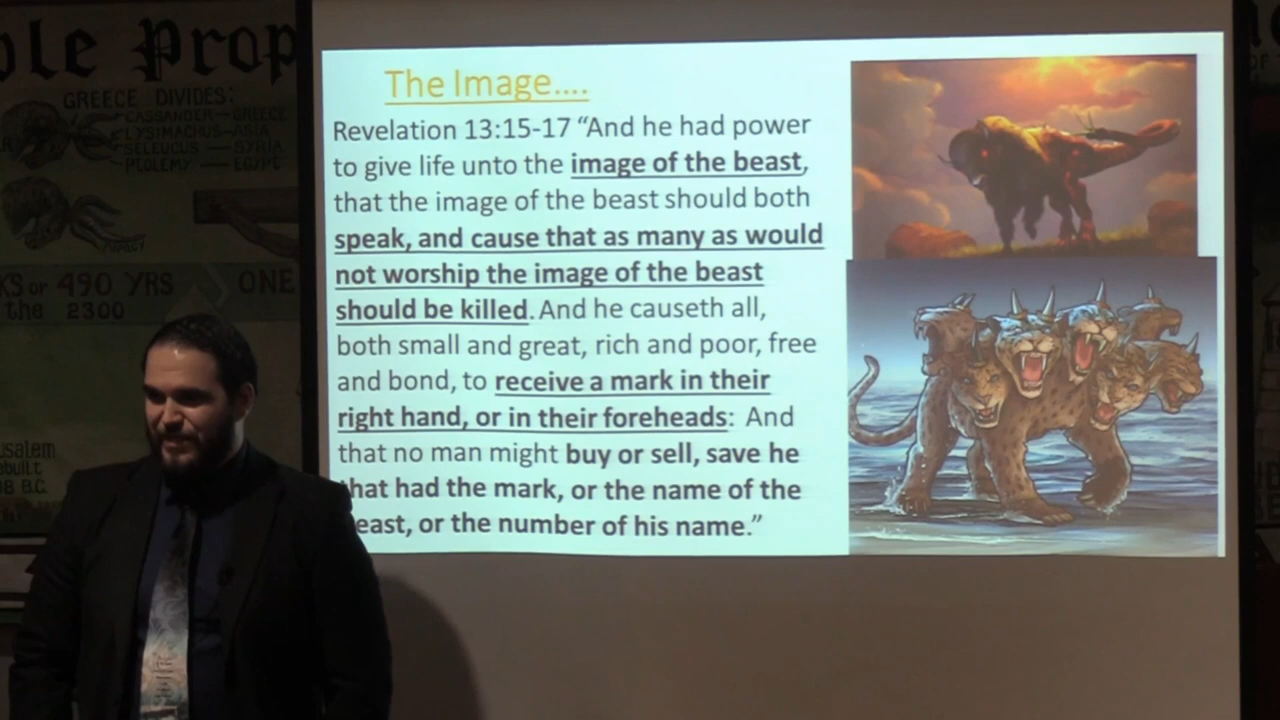 ble Prop
GREECE DIVIDES:
CASSANDER—GREECE
LYSIMACHUS—ASIA
SELEUCUS—SYRIA
PTOLEMY—EGYPT
KS or 490 YRS ONE
the 2300
usalem
ebuilt
8 B.C.
The Image....
Revelation 13:15-17 “And he had power
to give life unto the image of the beast,
that the image of the beast should both
speak, and cause that as many as would
not worship the image of the beast
should be killed. And he causeth all,
both small and great, rich and poor, free
and bond, to receive a mark in their
right hand, or in their foreheads: And
that no man might buy or sell, save he
that had the mark, or the name of the
east, or the number of his name.”